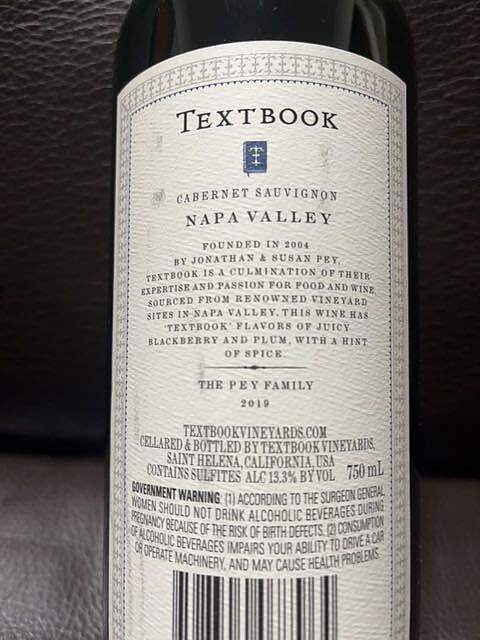 TEXTBOOK
CABERNET SAUVIGNON
NAPA VALLEY
FOUNDED IN 2004
BY JONATHAN & SUSAN PEY,
TEXTBOOK IS A CULMINATION OF THEIR
EXPERTISE AND PASSION FOR FOOD AND WINE.
SOURCED FROM RENOWNED VINEYARD
SITES IN NAPA VALLEY, THIS WINE HAS
'TEXTBOOK' FLAVORS OF JUICY
BLACKBERRY AND PLUM, WITH A HINT
OF SPICE.
THE PEY FAMILY
2019
TEXTBOOKVINEYARDS.COM
CELLARED & BOTTLED BY TEXTBOOK VINEYARDS,
SAINT HELENA, CALIFORNIA, USA
CONTAINS SULFITES ALC 13.3% BY VOL 750 mL
GOVERNMENT WARNING: (1) ACCORDING TO THE SURGEON GENERAL
WOMEN SHOULD NOT DRINK ALCOHOLIC BEVERAGES DURING
PREGNANCY BECAUSE OF THE RISK OF BIRTH DEFECTS. (2) CONSUMPTION
OF ALCOHOLIC BEVERAGES IMPAIRS YOUR ABILITY TO DRIVE A CAR
OR OPERATE MACHINERY, AND MAY CAUSE HEALTH PROBLEMS.